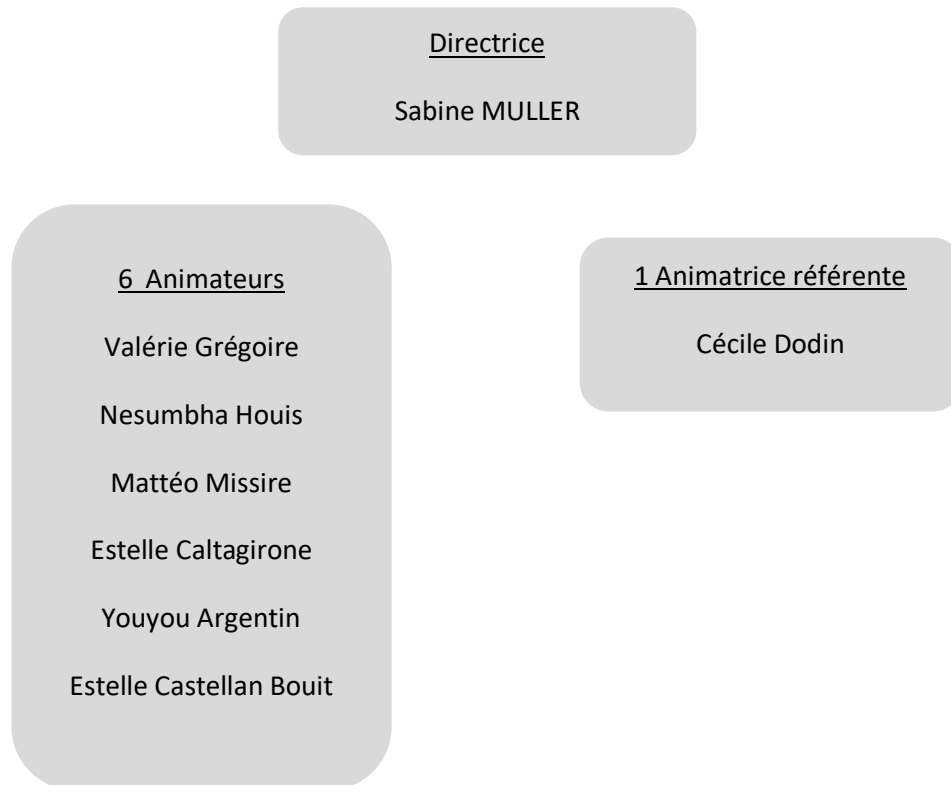 Directrice
Sabine MULLER
6 Animateurs
Valérie Grégoire
Nesumbha Houis
Mattéo Missire
Estelle Caltagirone
Youyou Argentin
Estelle Castellan Bouit
1 Animatrice référente
Cécile Dodin